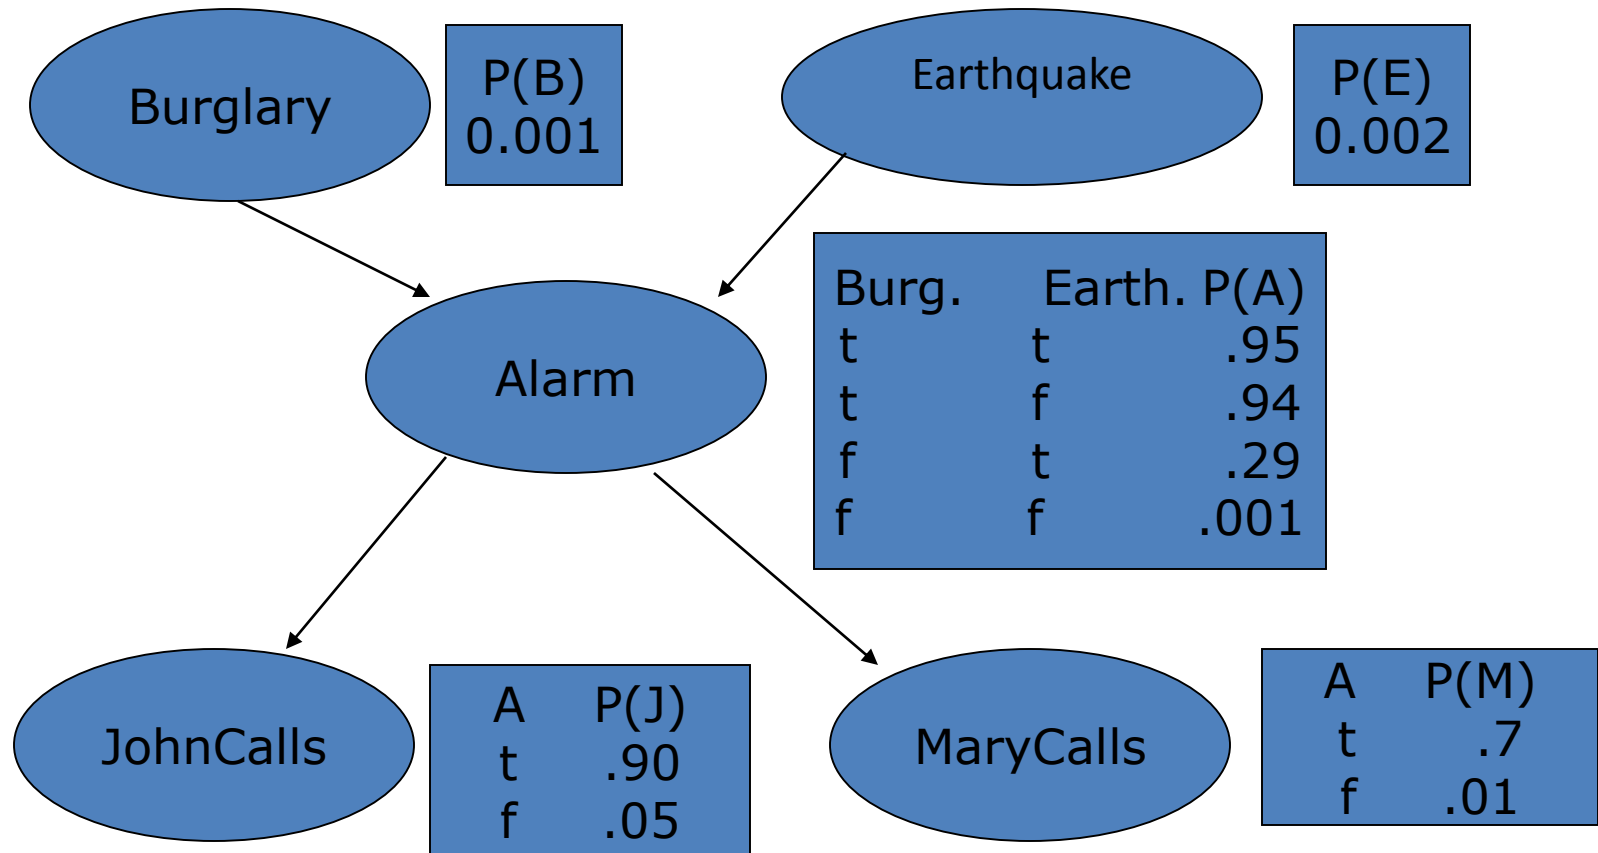 Burglary
P(B)
0.001
Earthquake
P(E)
0.002
Burg. Earth. P(A)
t t .95
t f .94
f t .29
f f .001
Alarm
JohnCalls
A P(J)
t .90
f .05
MaryCalls
A P(M)
t .7
f .01